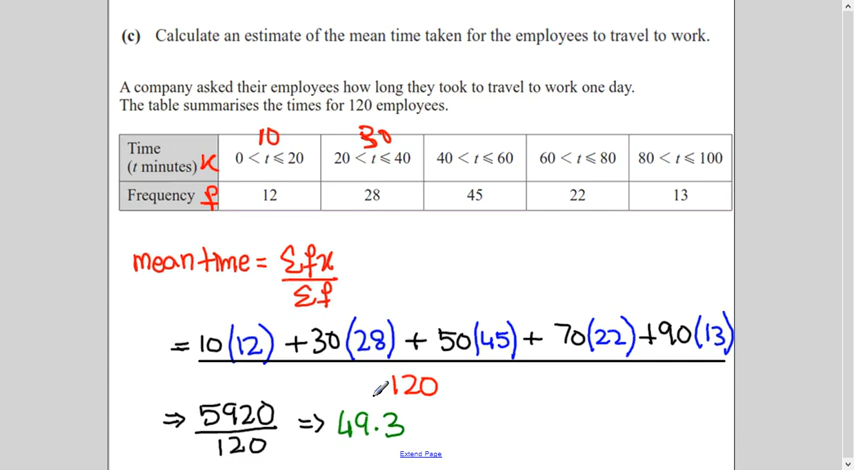 (c) Calculate an estimate of the mean time taken for the employees to travel to work.
A company asked their employees how long they took to travel to work one day.
The table summarises the times for 120 employees.
10 30
Time (t minutes) x 0 < t ⩽ 20 20 < t ⩽ 40 40 < t ⩽ 60 60 < t ⩽ 80 80 < t ⩽ 100
Frequency f 12 28 45 22 13
mean time = Σfx / Σf
= 10(12) + 30(28) + 50(45) + 70(22) + 90(13)
120
⇒ 5920 / 120 ⇒ 49.3
Extend Page